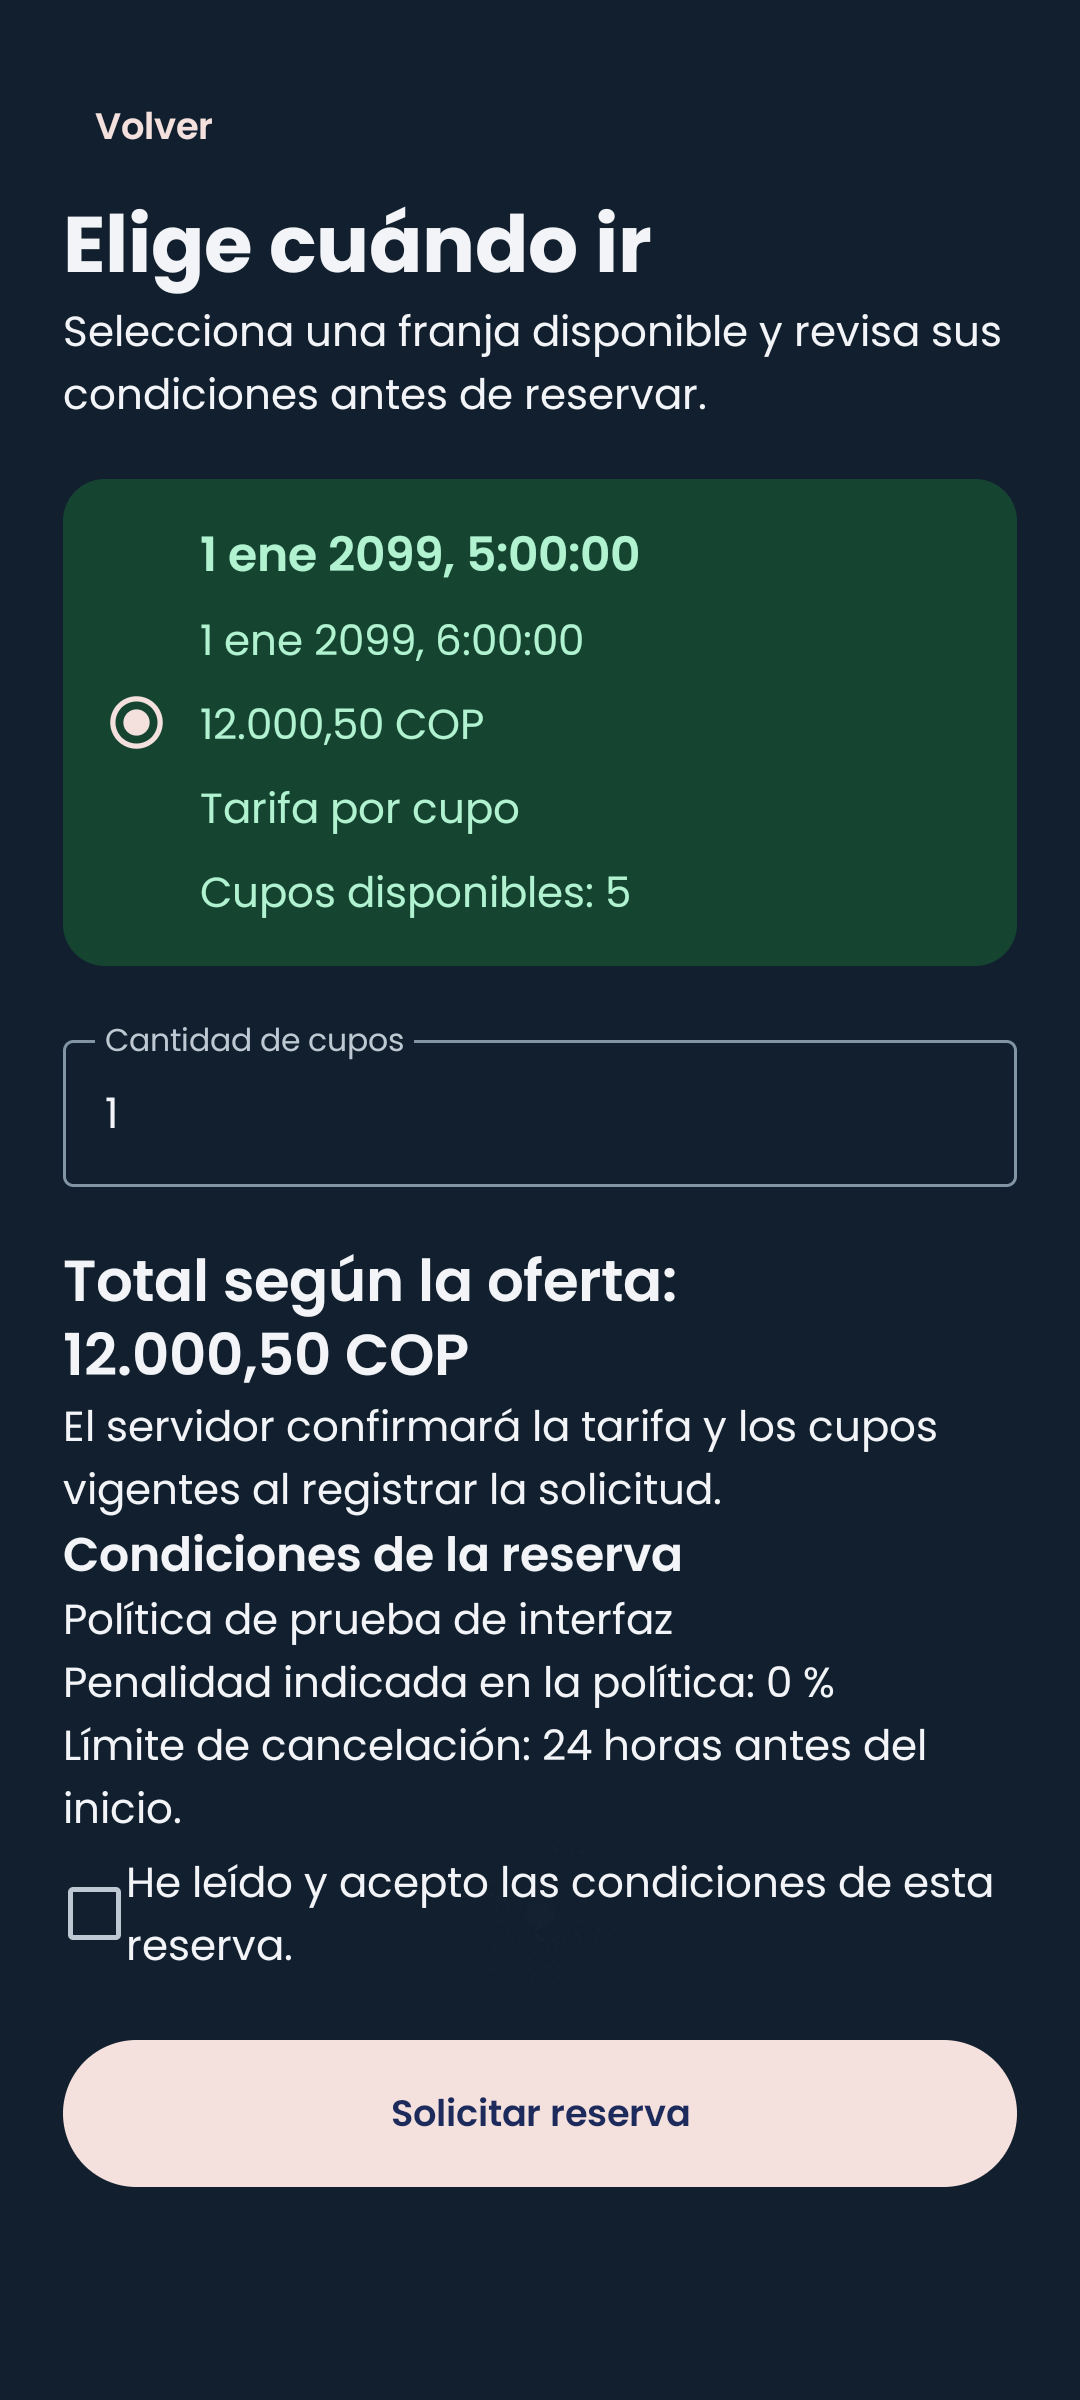 Volver
Elige cuándo ir
Selecciona una franja disponible y revisa sus
condiciones antes de reservar.
1 ene 2099, 5:00:00
1 ene 2099, 6:00:00
12.000,50 COP
Tarifa por cupo
Cupos disponibles: 5
Cantidad de cupos
1
Total según la oferta:
12.000,50 COP
El servidor confirmará la tarifa y los cupos
vigentes al registrar la solicitud.
Condiciones de la reserva
Política de prueba de interfaz
Penalidad indicada en la política: 0 %
Límite de cancelación: 24 horas antes del
inicio.
He leído y acepto las condiciones de esta
reserva.
Solicitar reserva